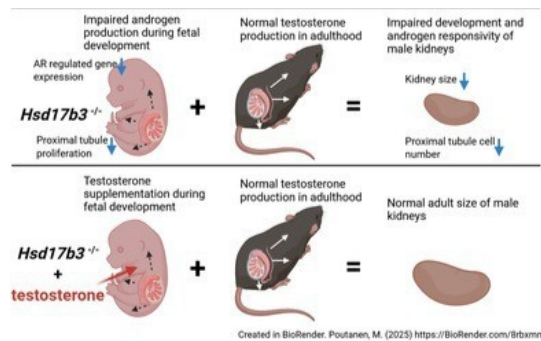 Impaired androgen
production during fetal
development
Normal testosterone
production in adulthood
Impaired development and
androgen responsivity of
male kidneys
AR regulated gene
expression
Kidney size
Hsd17b3 -/-
+
=
Proximal tubule
proliferation
Proximal tubule cell
number
Testosterone
supplementation during
fetal development
Normal testosterone
production in adulthood
Normal adult size of male
kidneys
Hsd17b3 -/-
+
testosterone
+
=
Created in BioRender. Poutanen, M. (2025) https://BioRender.com/8rbxmn